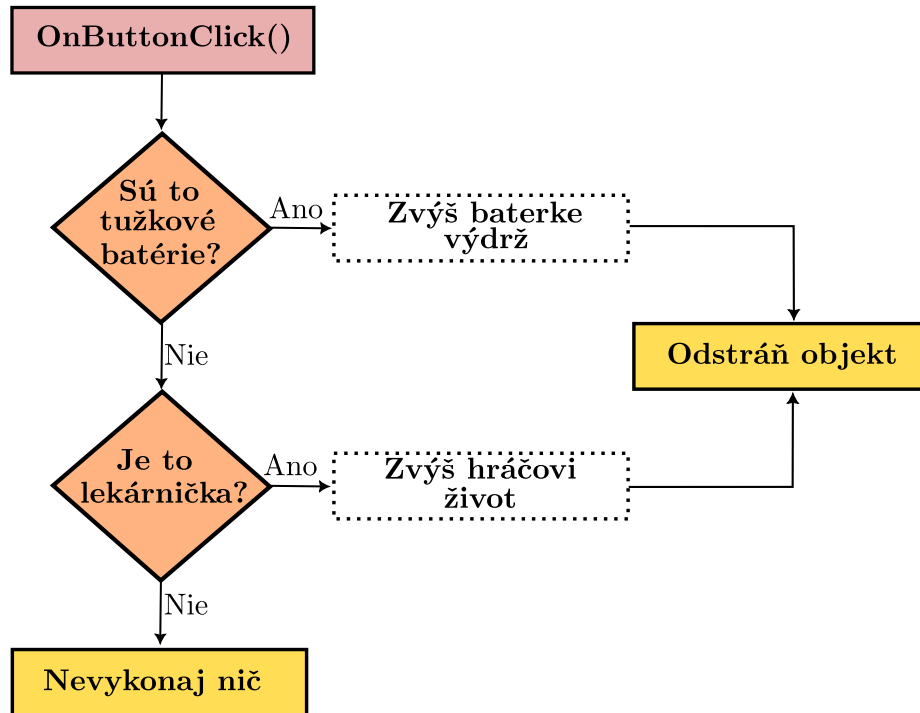 OnButtonClick()
Sú to
tužkové
batérie?
Ano
Zvýš baterke
výdrž
Nie
Odstráň objekt
Je to
lekárnička?
Ano
Zvýš hráčovi
život
Nie
Nevykonaj nič